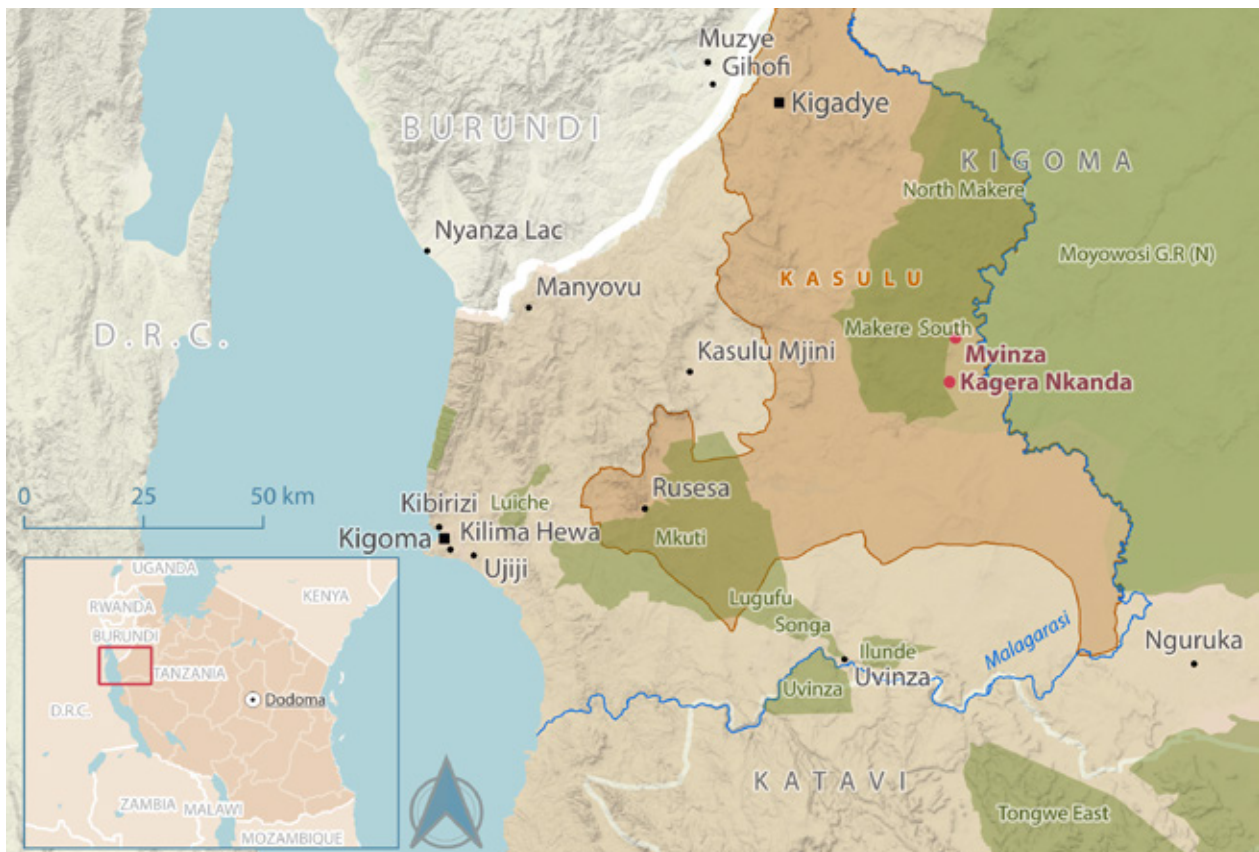 Muzye
Gihofi
Kigadye
BURUNDI
KIGOMA
North Makere
Nyanza Lac
Moyowosi G.R (N)
KASULU
Manyovu
D.R.C.
Makere South
Kasulu Mjini
Mvinza
Kagera Nkanda
0 25 50 km
Rusesa
Kibirizi
Luiche
Kigoma
Kilima Hewa
Mkuti
Ujiji
Lugufu
Songa
Malagarasi
Ilunde
Nguruka
Uvinza
Uvinza
KATAVI
Tongwe East
UGANDA
KENYA
RWANDA
BURUNDI
TANZANIA
Dodoma
D.R.C.
ZAMBIA
MALAWI
MOZAMBIQUE